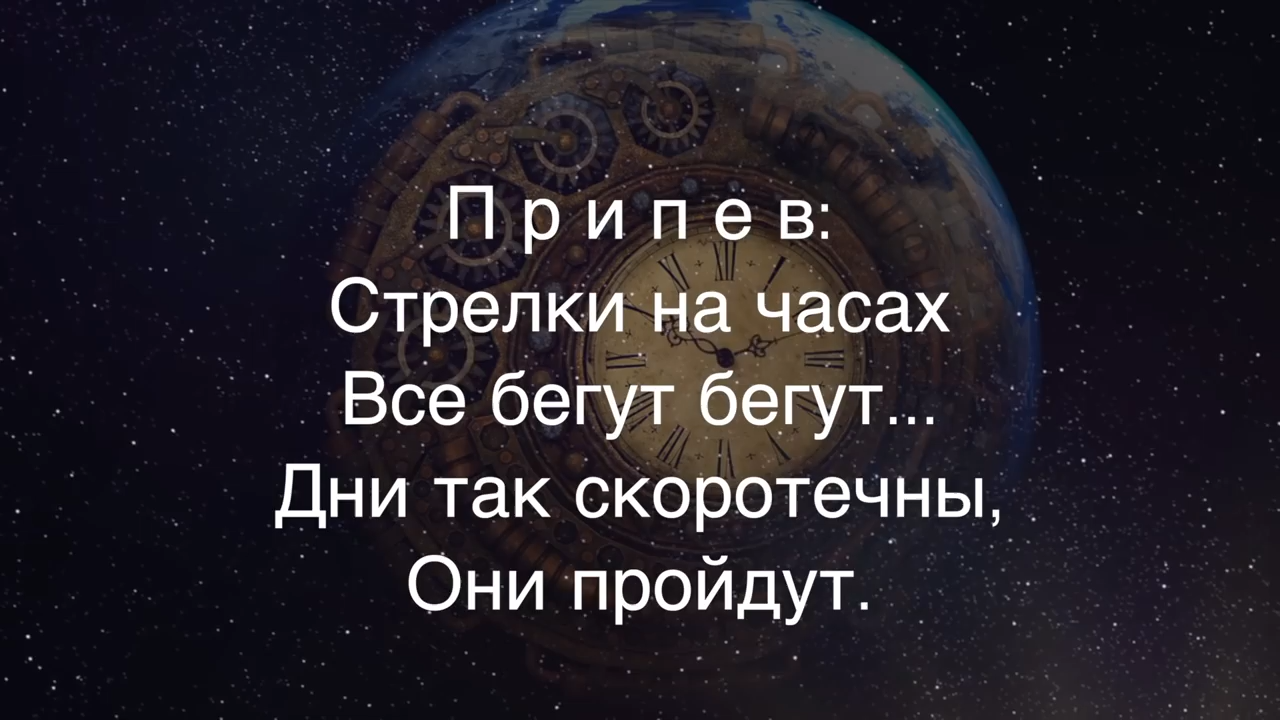 П р и п е в:
Стрелки на часах
Все бегут бегут...
Дни так скоротечны,
Они пройдут.